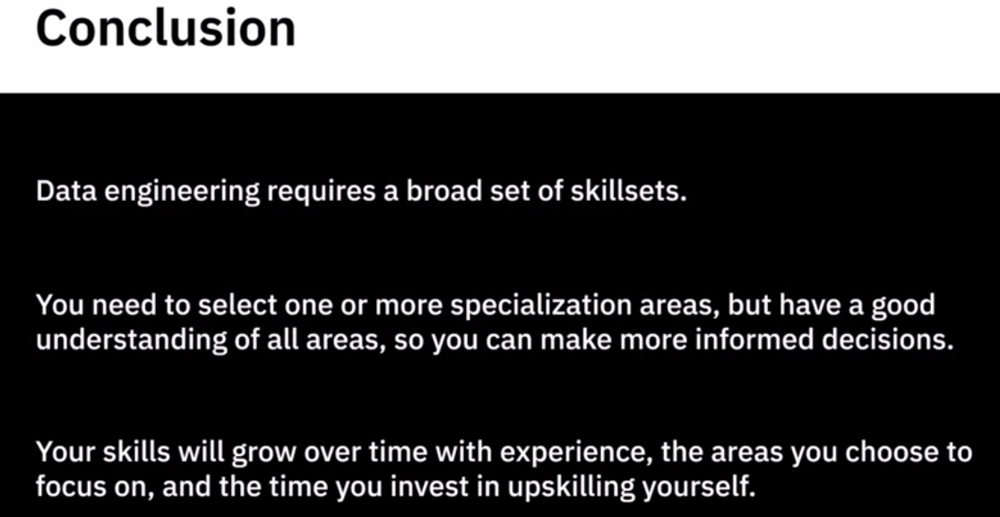 Conclusion
Data engineering requires a broad set of skillsets.
You need to select one or more specialization areas, but have a good
understanding of all areas, so you can make more informed decisions.
Your skills will grow over time with experience, the areas you choose to
focus on, and the time you invest in upskilling yourself.